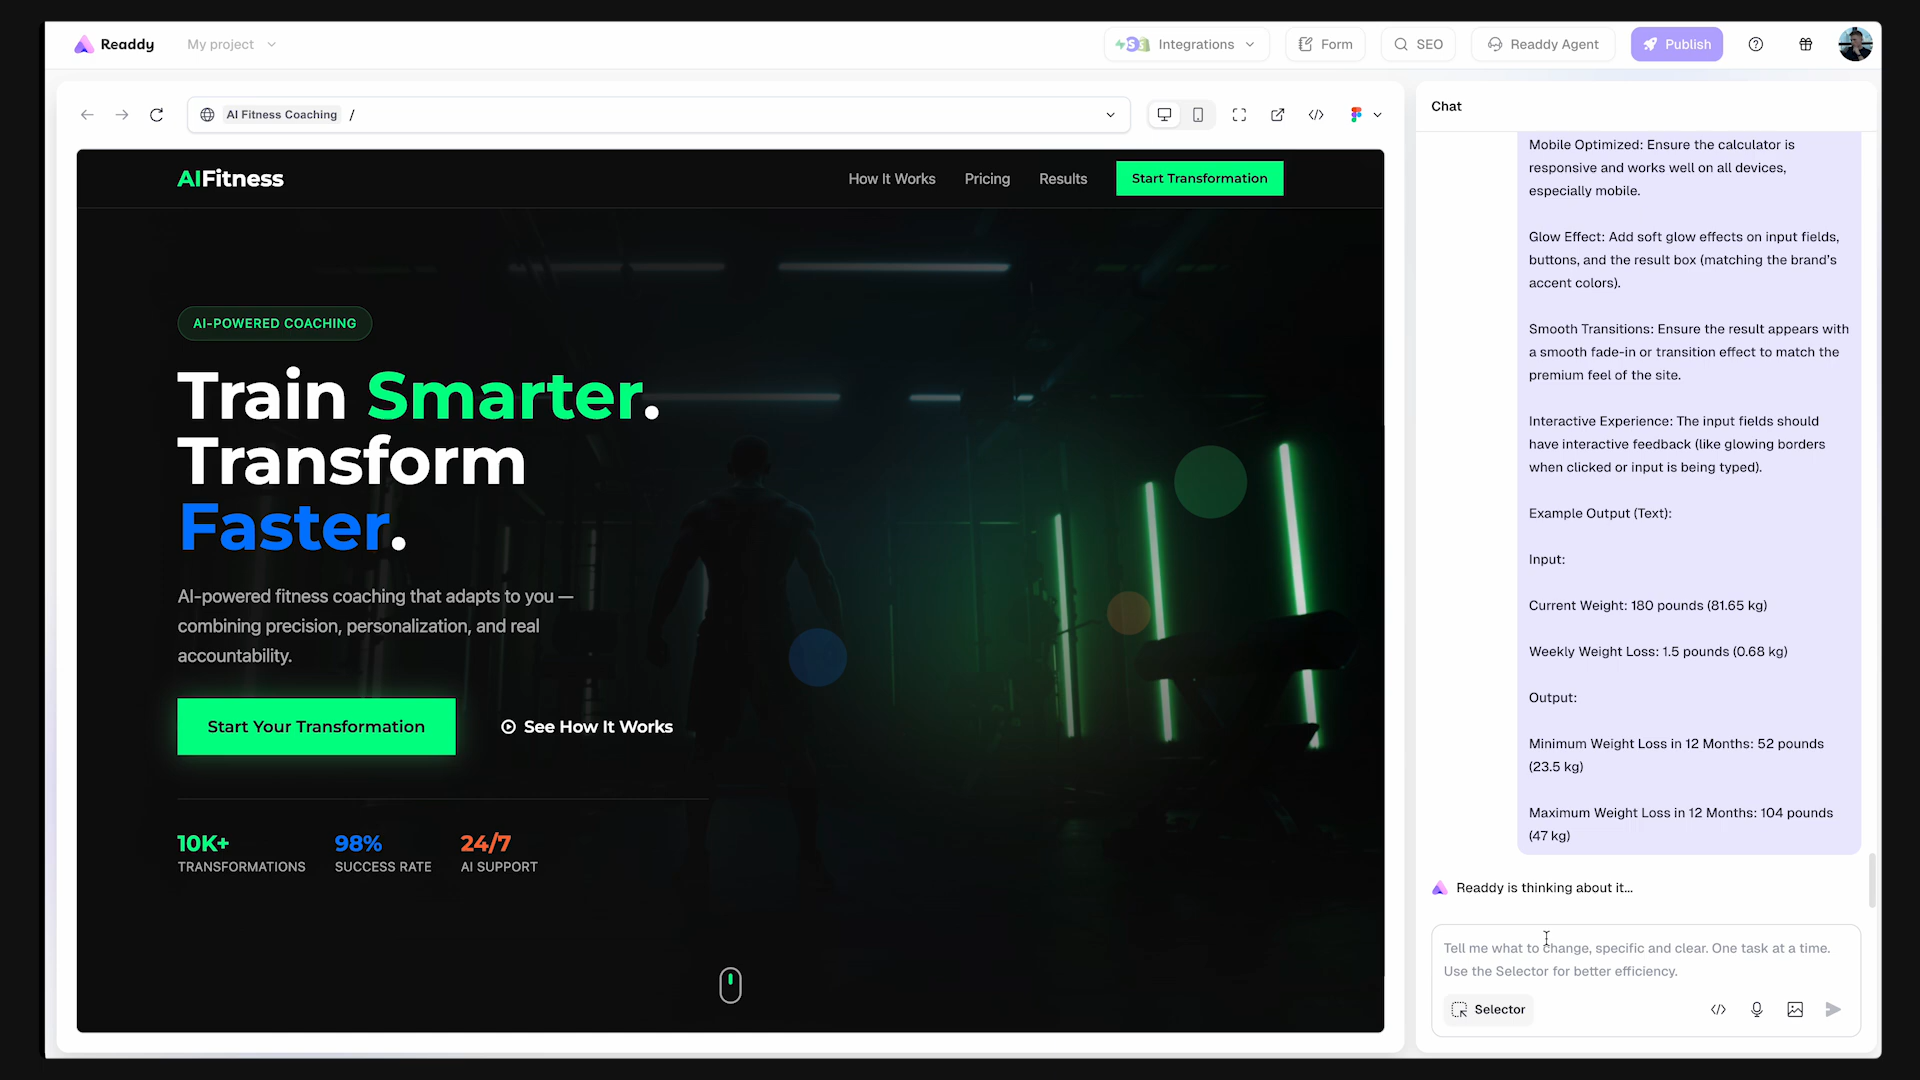 Readdy
My project
Integrations
Form
SEO
Readdy Agent
Publish
AI Fitness Coaching /
Chat
AIFitness
How It Works
Pricing
Results
Start Transformation
AI-POWERED COACHING
Train Smarter.
Transform
Faster.
AI-powered fitness coaching that adapts to you —
combining precision, personalization, and real
accountability.
Start Your Transformation
See How It Works
10K+
TRANSFORMATIONS
98%
SUCCESS RATE
24/7
AI SUPPORT
Mobile Optimized: Ensure the calculator is
responsive and works well on all devices,
especially mobile.
Glow Effect: Add soft glow effects on input fields,
buttons, and the result box (matching the brand's
accent colors).
Smooth Transitions: Ensure the result appears with
a smooth fade-in or transition effect to match the
premium feel of the site.
Interactive Experience: The input fields should
have interactive feedback (like glowing borders
when clicked or input is being typed).
Example Output (Text):
Input:
Current Weight: 180 pounds (81.65 kg)
Weekly Weight Loss: 1.5 pounds (0.68 kg)
Output:
Minimum Weight Loss in 12 Months: 52 pounds
(23.5 kg)
Maximum Weight Loss in 12 Months: 104 pounds
(47 kg)
Readdy is thinking about it...
Tell me what to change, specific and clear. One task at a time.
Use the Selector for better efficiency.
Selector